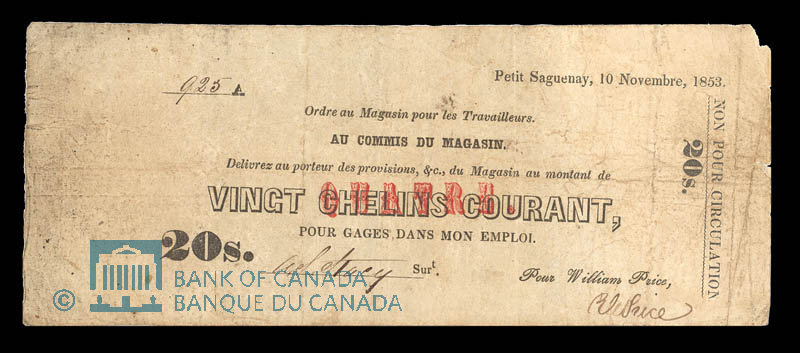 Petit Saguenay, 10 Novembre, 1853.
925 A
Ordre au Magasin pour les Travailleurs.
AU COMMIS DU MAGASIN.
Delivrez au porteur des provisions, &c., du Magasin au montant de
VINGT CHELINS COURANT,
QUATRE.
POUR GAGES DANS MON EMPLOI.
20s.
Surt.
Pour William Price,
Price
20s.
NON POUR CIRCULATION
© BANK OF CANADA
BANQUE DU CANADA